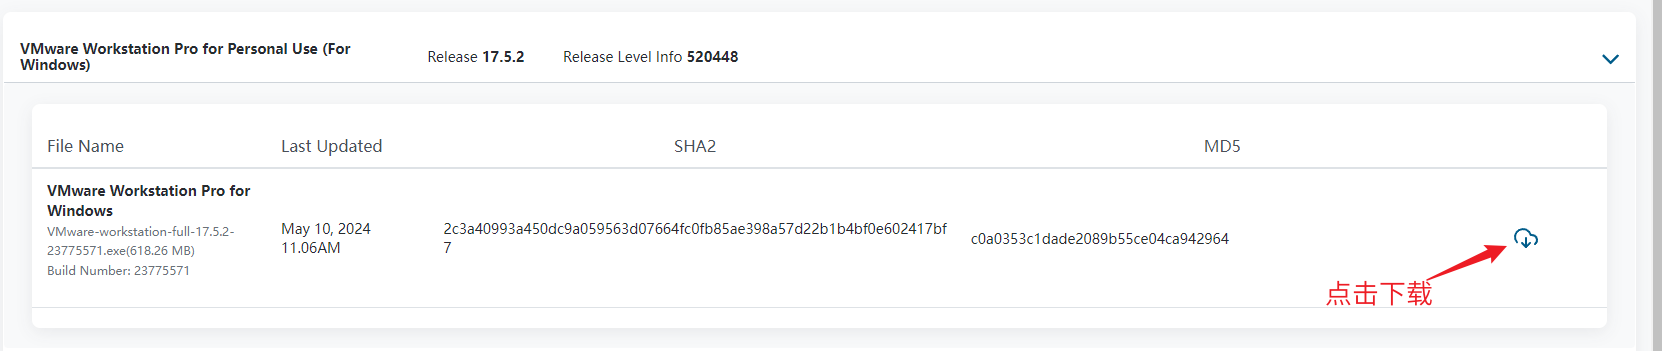 VMware Workstation Pro for Personal Use (For
Windows)
Release 17.5.2
Release Level Info 520448
File Name
Last Updated
SHA2
MD5
VMware Workstation Pro for
Windows
VMware-workstation-full-17.5.2-
23775571.exe(618.26 MB)
Build Number: 23775571
May 10, 2024
11.06AM
2c3a40993a450dc9a059563d07664fc0fb85ae398a57d22b1b4bf0e602417bf
7
c0a0353c1dade2089b55ce04ca942964
点击下载